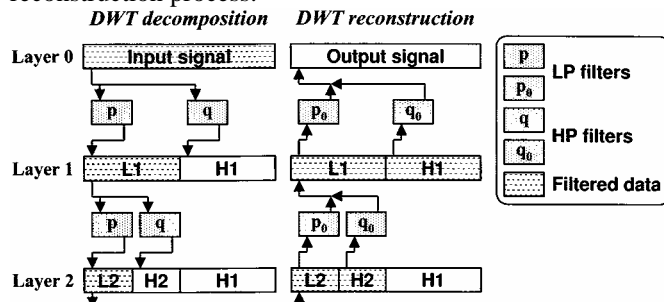 reconstruction process.
DWT decomposition DWT reconstruction
Layer 0 Input signal Output signal
p q p₀ q₀
Layer 1 L1 H1 L1 H1
p q p₀ q₀
Layer 2 L2 H2 H1 L2 H2 H1
p
LP filters
p₀
q
HP filters
q₀
Filtered data